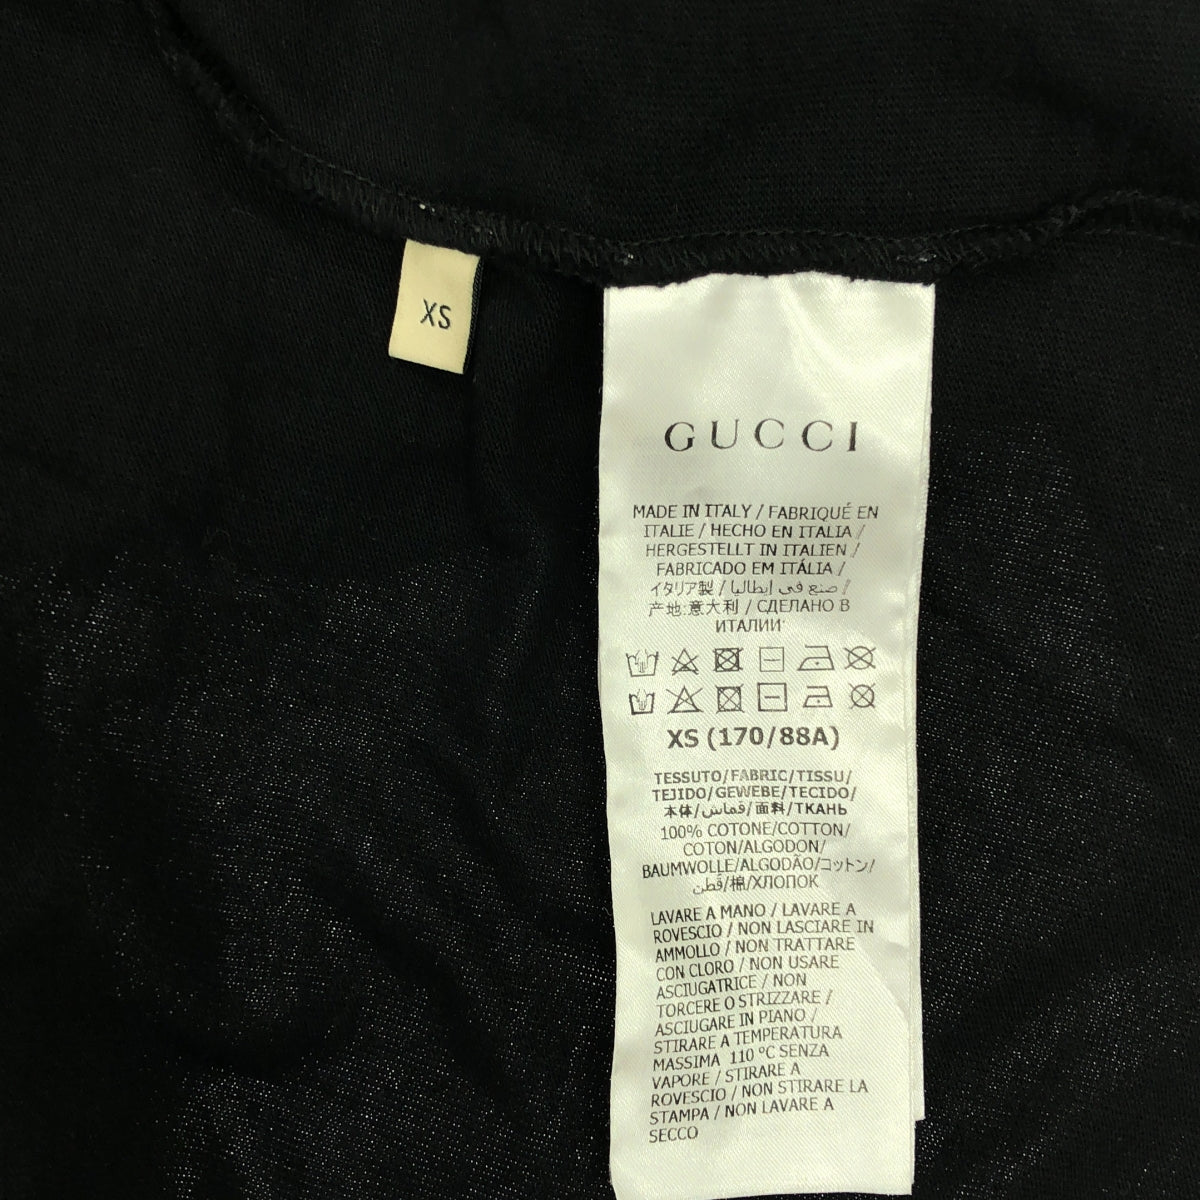 XS
GUCCI
MADE IN ITALY / FABRIQUÉ EN
ITALIE / HECHO EN ITALIA /
HERGESTELLT IN ITALIEN /
FABRICADO EM ITÁLIA /
イタリア製 / صنع في إيطاليا /
产地:意大利 / СДЕЛАНО В
ИТАЛИИ
XS (170/88A)
TESSUTO/FABRIC/TISSU/
TEJIDO/GEWEBE/TECIDO/
本体/قماش/面料/ТКАНЬ
100% COTONE/COTTON/
COTON/ALGODON/
BAUMWOLLE/ALGODÃO/コットン/
قطن/棉/ХЛОПОК
LAVARE A MANO / LAVARE A
ROVESCIO / NON LASCIARE IN
AMMOLLO / NON TRATTARE
CON CLORO / NON USARE
ASCIUGATRICE / NON
TORCERE O STRIZZARE /
ASCIUGARE IN PIANO /
STIRARE A TEMPERATURA
MASSIMA 110 °C SENZA
VAPORE / STIRARE A
ROVESCIO / NON STIRARE LA
STAMPA / NON LAVARE A
SECCO